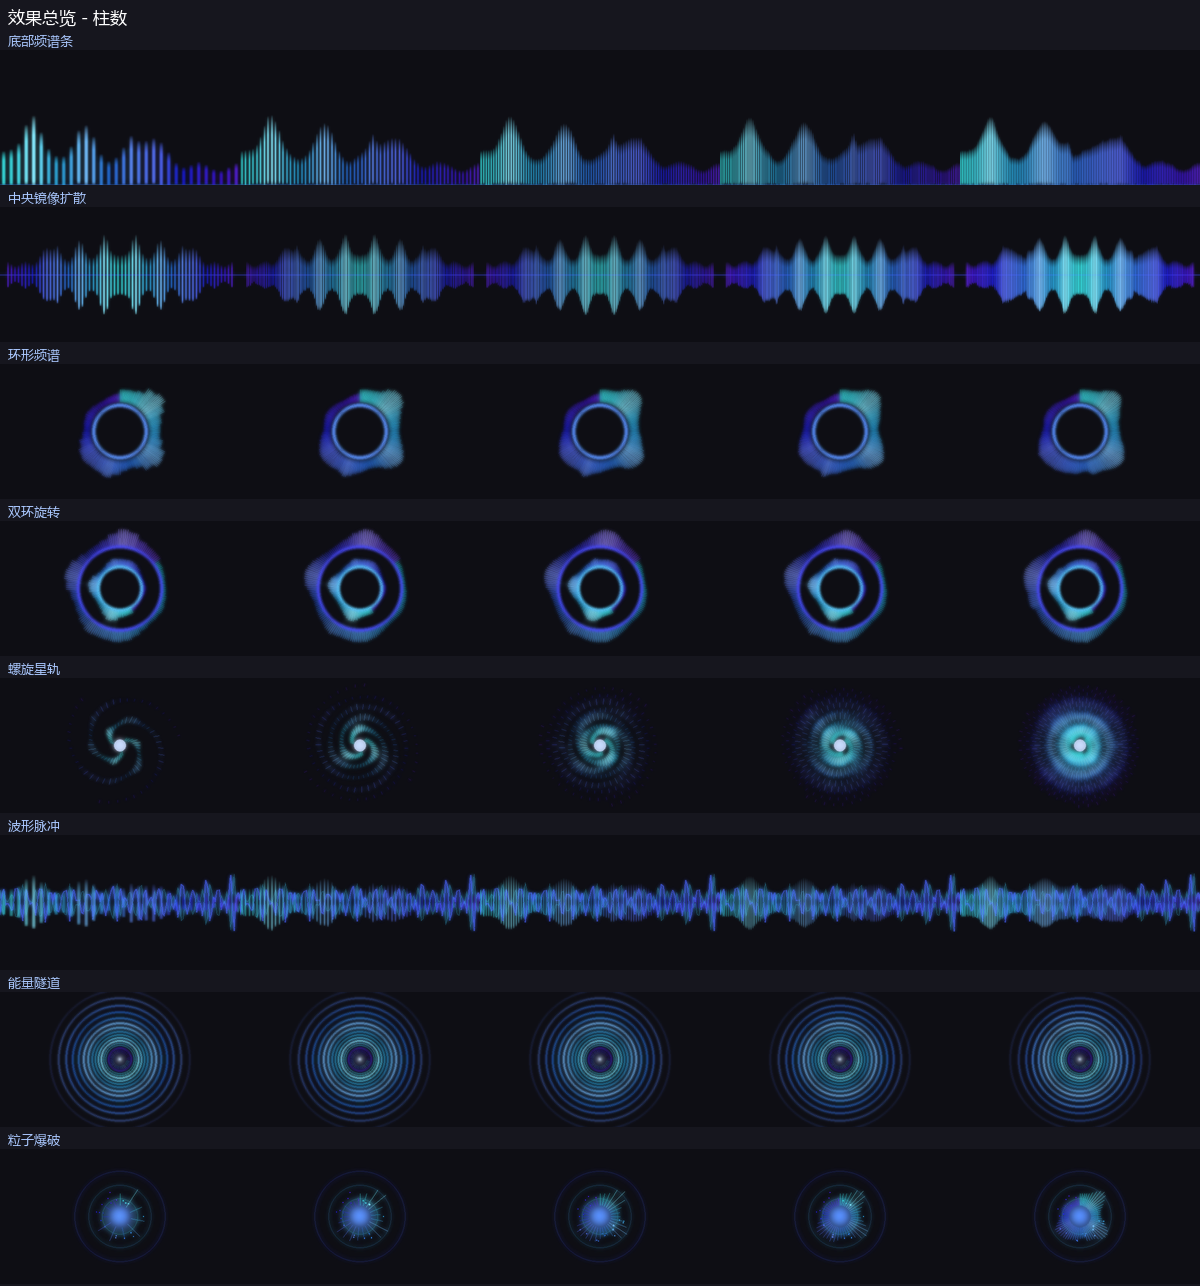 效果总览 - 柱数
底部频谱条
中央镜像扩散
环形频谱
双环旋转
螺旋星轨
波形脉冲
能量隧道
粒子爆破